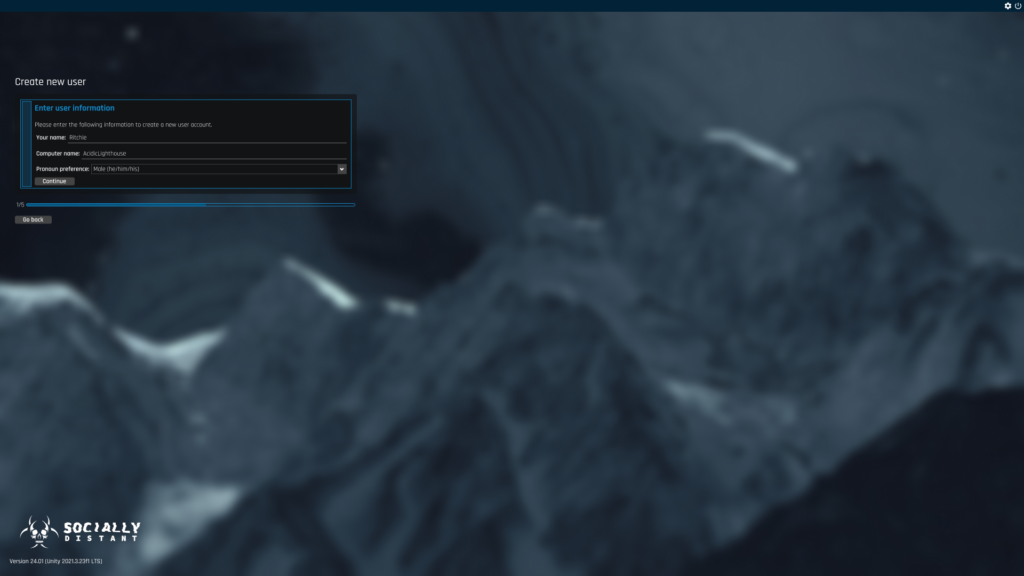 Create new user
Enter user information
Please enter the following information to create a new user account.
Your name: Ritchie
Computer name: AcidicLighthouse
Pronoun preference: Male (he/him/his)
Continue
1/5
Go back
SOCIALLY
DISTANT
Version 24.01 (Unity 2021.3.23f1 LTS)